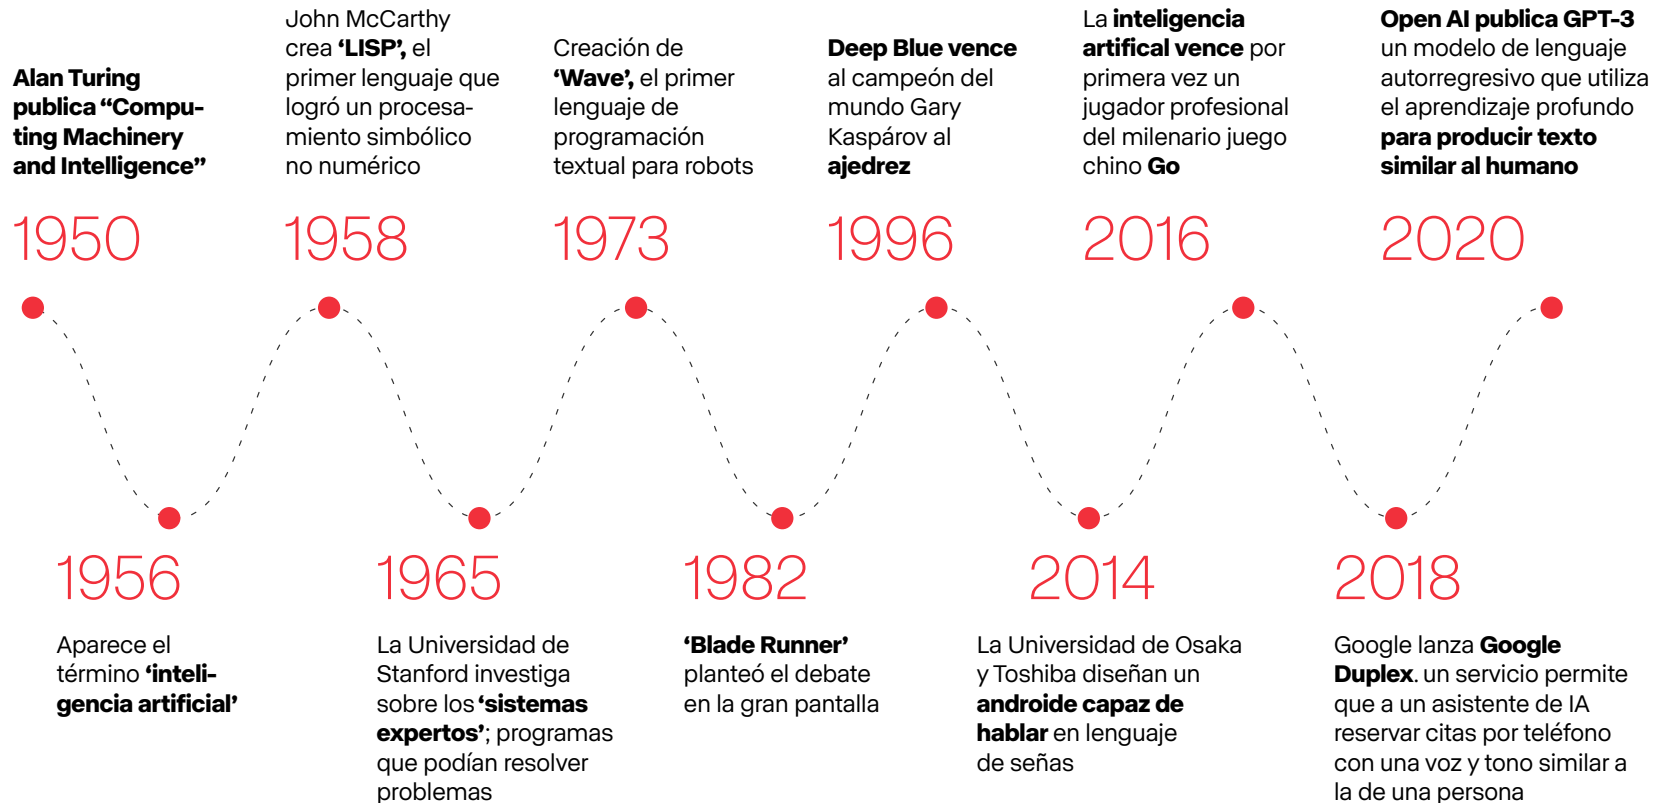 Alan Turing
publica “Compu-
ting Machinery
and Intelligence”
1950
John McCarthy
crea ‘LISP’, el
primer lenguaje que
logró un procesa-
miento simbólico
no numérico
1958
Creación de
‘Wave’, el primer
lenguaje de
programación
textual para robots
1973
Deep Blue vence
al campeón del
mundo Gary
Kaspárov al
ajedrez
1996
La inteligencia
artifical vence por
primera vez un
jugador profesional
del milenario juego
chino Go
2016
Open AI publica GPT-3
un modelo de lenguaje
autorregresivo que utiliza
el aprendizaje profundo
para producir texto
similar al humano
2020
1956
Aparece el
término ‘inteli-
gencia artificial’
1965
La Universidad de
Stanford investiga
sobre los ‘sistemas
expertos’; programas
que podían resolver
problemas
1982
‘Blade Runner’
planteó el debate
en la gran pantalla
2014
La Universidad de Osaka
y Toshiba diseñan un
androide capaz de
hablar en lenguaje
de señas
2018
Google lanza Google
Duplex. un servicio permite
que a un asistente de IA
reservar citas por teléfono
con una voz y tono similar a
la de una persona